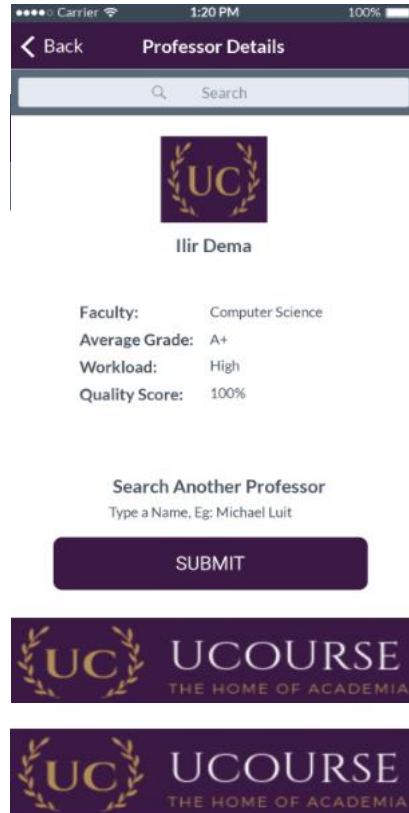 Carrier 1:20 PM 100%
Back Professor Details
Search
UC
Ilir Dema
Faculty: Computer Science
Average Grade: A+
Workload: High
Quality Score: 100%
Search Another Professor
Type a Name, Eg: Michael Luit
SUBMIT
UC UCOURSE
THE HOME OF ACADEMIA
UC UCOURSE
THE HOME OF ACADEMIA